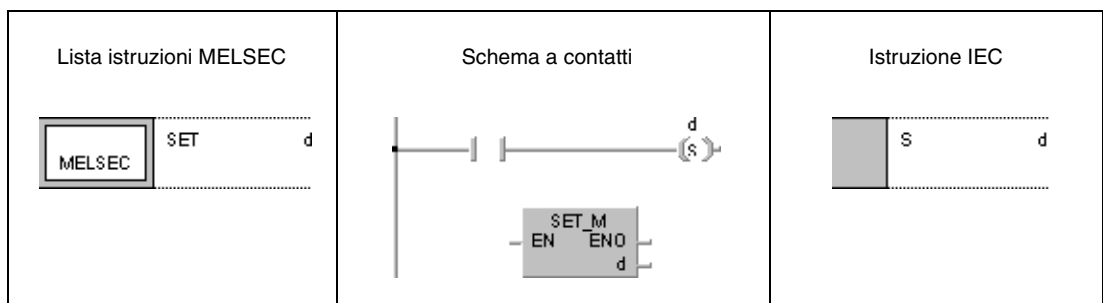 Lista istruzioni MELSEC
Schema a contatti
Istruzione IEC
MELSEC
SET d
d
S
SET_M
EN ENO
d
S d